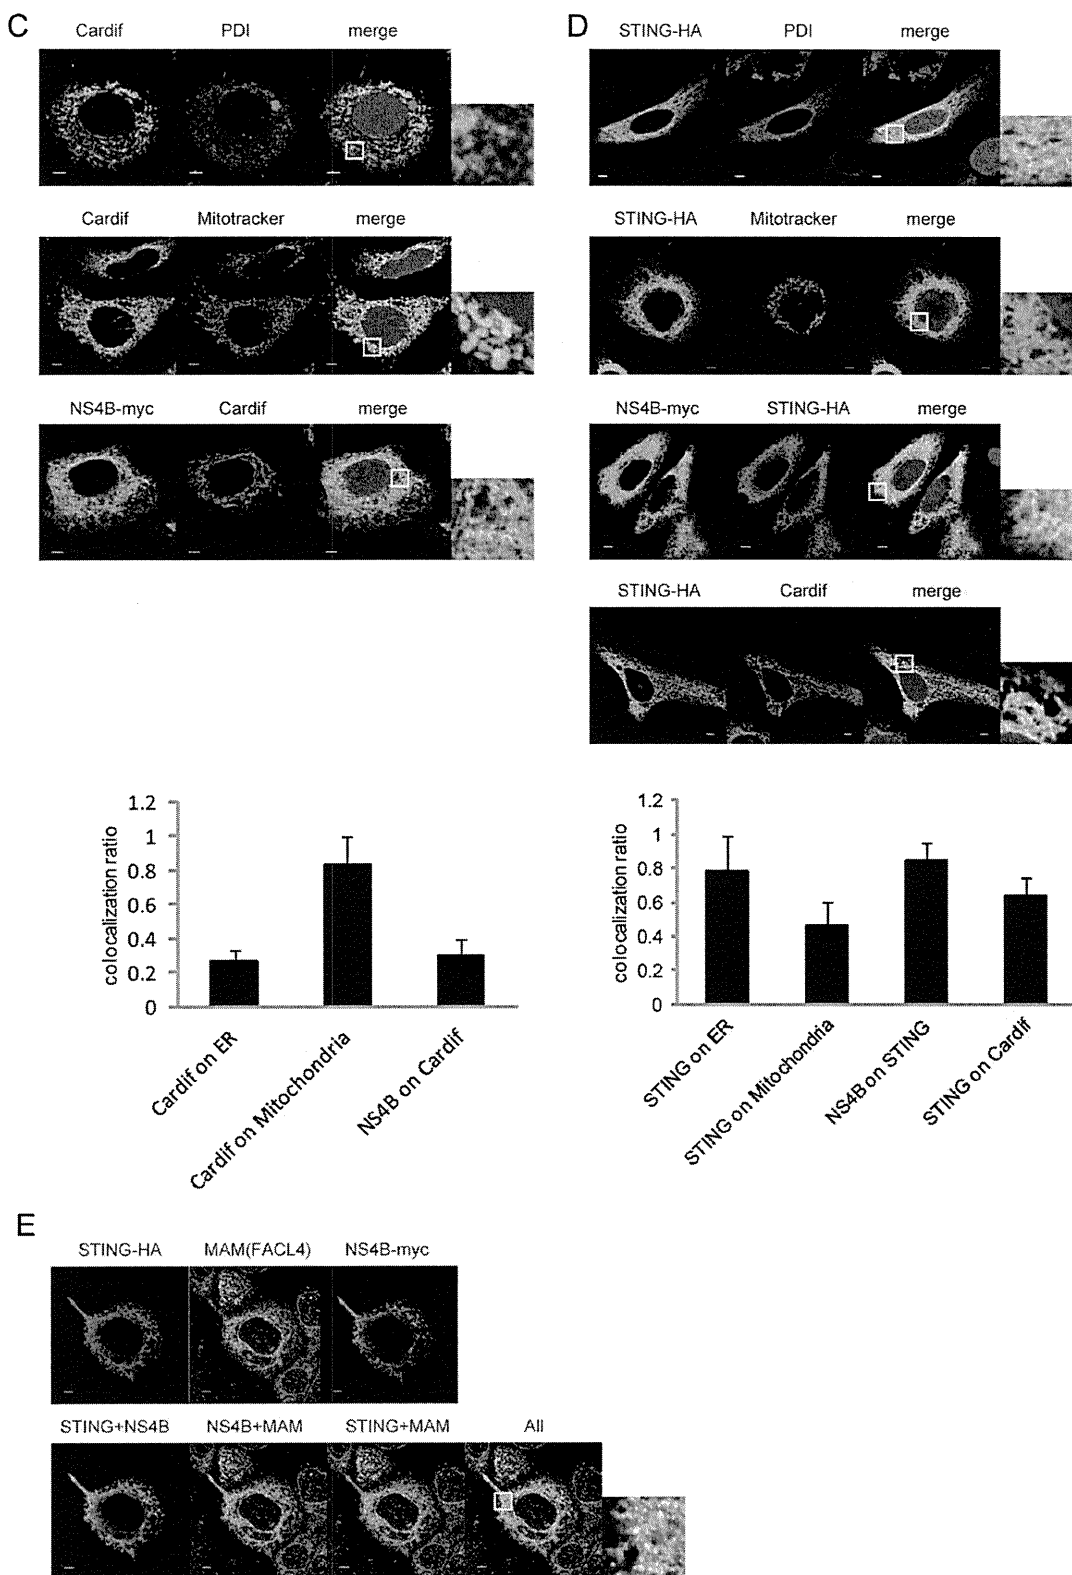 C
Cardif PDI merge
Cardif Mitotracker merge
NS4B-myc Cardif merge
colocalization ratio
1.2
1
0.8
0.6
0.4
0.2
0
Cardif on ER
Cardif on Mitochondria
NS4B on Cardif
D
STING-HA PDI merge
STING-HA Mitotracker merge
NS4B-myc STING-HA merge
STING-HA Cardif merge
colocalization ratio
1.2
1
0.8
0.6
0.4
0.2
0
STING on ER
STING on Mitochondria
NS4B on STING
STING on Cardif
E
STING-HA MAM(FACL4) NS4B-myc
STING+NS4B NS4B+MAM STING+MAM All